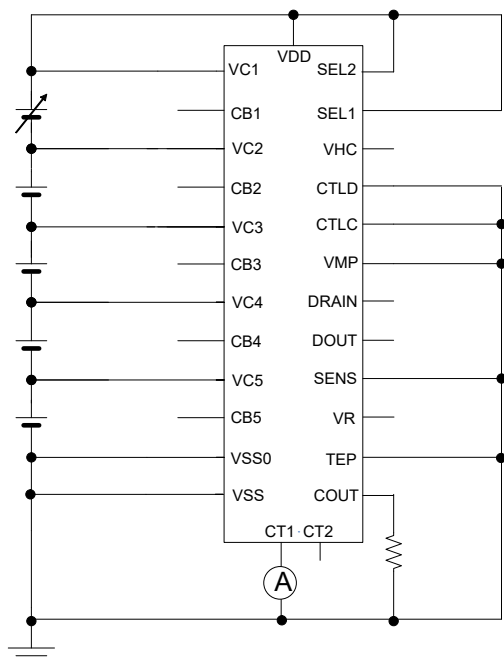 VDD
VC1
CB1
VC2
CB2
VC3
CB3
VC4
CB4
VC5
CB5
VSS0
VSS
SEL2
SEL1
VHC
CTLD
CTLC
VMP
DRAIN
DOUT
SENS
VR
TEP
COUT
CT1 CT2
A